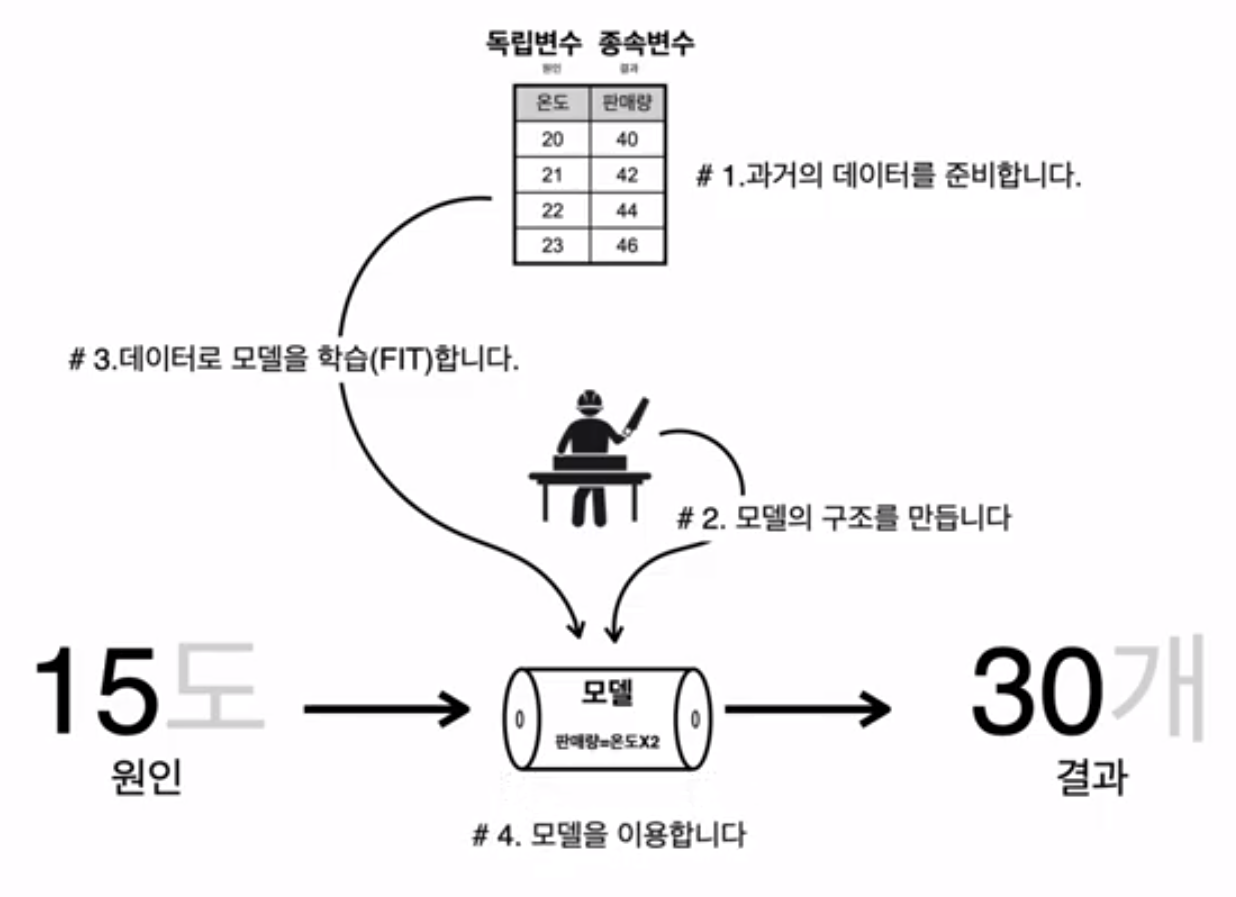 독립변수 종속변수
원인 결과
온도 판매량
20 40
21 42
22 44
23 46
# 1.과거의 데이터를 준비합니다.
# 3.데이터로 모델을 학습(FIT)합니다.
# 2. 모델의 구조를 만듭니다
15도
원인
모델
판매량=온도X2
30개
결과
# 4. 모델을 이용합니다